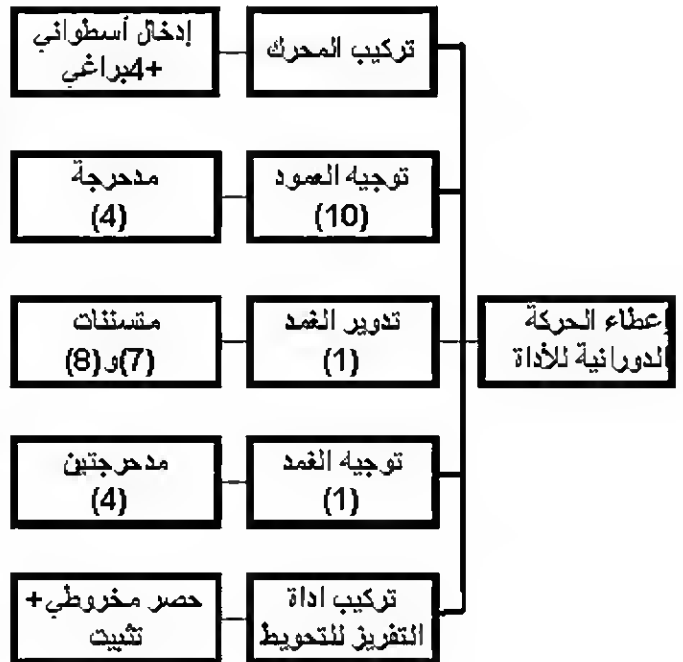 إعطاء الحركة
الدورانية للأداة
تركيب المحرك
إدخال أسطواني
+4براغي
توجيه العمود
(10)
مدحرجة
(4)
تدوير الغمد
(1)
متسننات
(7)و(8)
توجيه الغمد
(1)
مدحرجتين
(4)
تركيب اداة
التفريز للتحويط
حصر مخروطي+
تثبيت